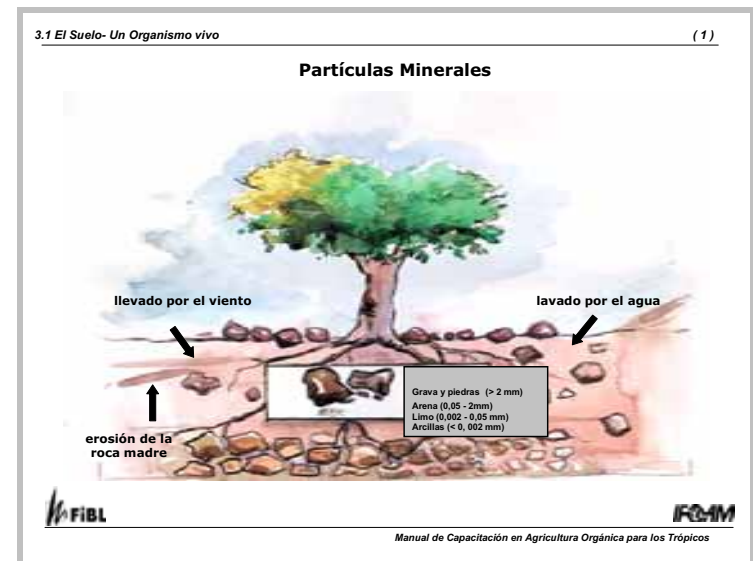 3.1 El Suelo- Un Organismo vivo ( 1 )
Partículas Minerales
llevado por el viento
lavado por el agua
Grava y piedras (> 2 mm)
Arena (0,05 - 2mm)
Limo (0,002 - 0,05 mm)
Arcillas (< 0, 002 mm)
erosión de la
roca madre
FiBL
IFOAM
Manual de Capacitación en Agricultura Orgánica para los Trópicos